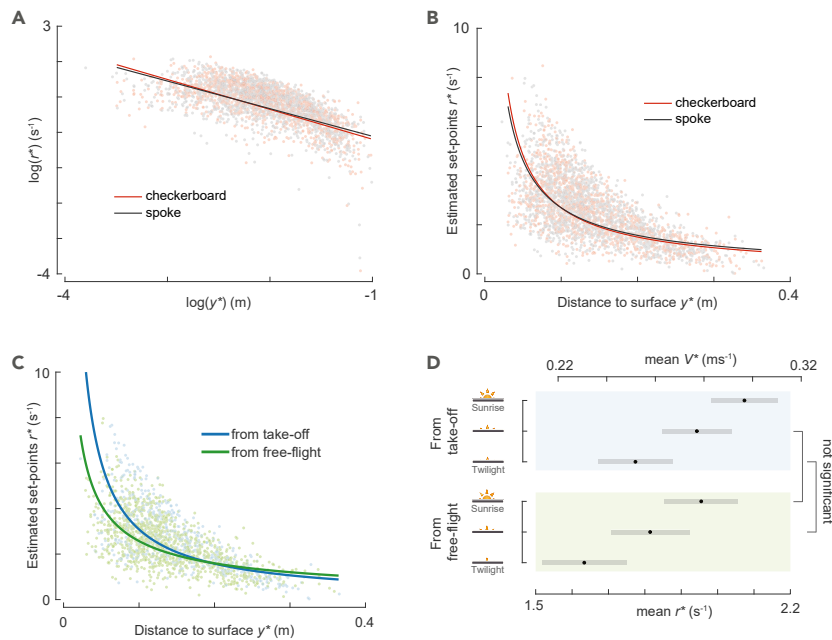 A
3
log(r*) (s⁻¹)
checkerboard
spoke
-4
-4
-1
log(y*) (m)
B
10
Estimated set-points r* (s⁻¹)
checkerboard
spoke
0
0
0.4
Distance to surface y* (m)
C
10
Estimated set-points r* (s⁻¹)
from take-off
from free-flight
0
0
0.4
Distance to surface y* (m)
D
mean V* (ms⁻¹)
0.22
0.32
From
take-off
Sunrise
Twilight
From
free-flight
Sunrise
Twilight
not significant
1.5
2.2
mean r* (s⁻¹)